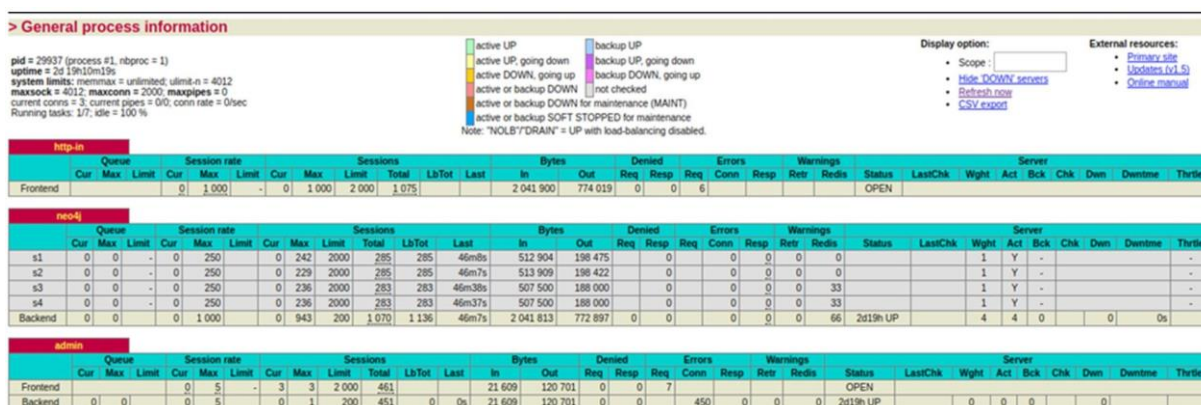 > General process information
pid = 29937 (process #1, nbproc = 1)
uptime = 2d 19h10m19s
system limits: memmax = unlimited; ulimit-n = 4012
maxsock = 4012; maxconn = 2000; maxpipes = 0
current conns = 3; current pipes = 0/0; conn rate = 0/sec
Running tasks: 1/7; idle = 100 %
active UP backup UP
active UP, going down backup UP, going down
active DOWN, going up backup DOWN, going up
active or backup DOWN not checked
active or backup DOWN for maintenance (MAINT)
active or backup SOFT STOPPED for maintenance
Note: "NOLB"/"DRAIN" = UP with load-balancing disabled.
Display option:
• Scope :
• Hide 'DOWN' servers
• Refresh now
• CSV export
External resources:
• Primary site
• Updates (v1.5)
• Online manual
http-in
Queue Session rate Sessions Bytes Denied Errors Warnings Server
Cur Max Limit Cur Max Limit Cur Max Limit Total LbTot Last In Out Req Resp Req Conn Resp Retr Redis Status LastChk Wght Act Bck Chk Dwn Dwntme Thrtle
Frontend 0 1 000 - 0 1 000 2 000 1 075 2 041 900 774 019 0 0 6 OPEN
neo4j
Queue Session rate Sessions Bytes Denied Errors Warnings Server
Cur Max Limit Cur Max Limit Cur Max Limit Total LbTot Last In Out Req Resp Req Conn Resp Retr Redis Status LastChk Wght Act Bck Chk Dwn Dwntme Thrtle
s1 0 0 - 0 250 0 242 2000 285 285 46m8s 512 904 198 475 0 0 0 0 0 1 Y - -
s2 0 0 - 0 250 0 229 2000 285 285 46m7s 513 909 198 422 0 0 0 0 0 1 Y - -
s3 0 0 - 0 250 0 236 2000 283 283 46m38s 507 500 188 000 0 0 0 0 33 1 Y - -
s4 0 0 - 0 250 0 236 2000 283 283 46m37s 507 500 188 000 0 0 0 0 33 1 Y - -
Backend 0 0 0 1 000 0 943 200 1 070 1 136 46m7s 2 041 813 772 897 0 0 0 0 0 66 2d19h UP 4 4 0 0 0s
admin
Queue Session rate Sessions Bytes Denied Errors Warnings Server
Cur Max Limit Cur Max Limit Cur Max Limit Total LbTot Last In Out Req Resp Req Conn Resp Retr Redis Status LastChk Wght Act Bck Chk Dwn Dwntme Thrtle
Frontend 0 5 - 3 3 2 000 461 21 609 120 701 0 0 7 OPEN
Backend 0 0 0 5 0 1 200 451 0 0s 21 609 120 701 0 0 450 0 0 0 2d19h UP 0 0 0 0